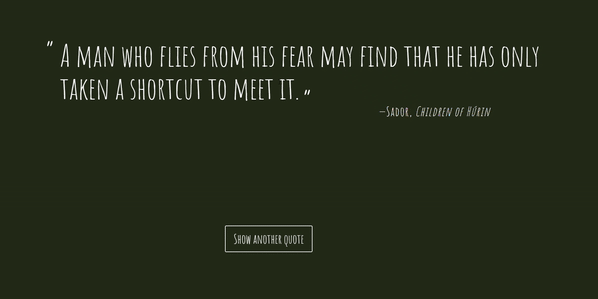 " A man who flies from his fear may find that he has only
taken a shortcut to meet it. "
—Sador, Children of Húrin
Show another quote